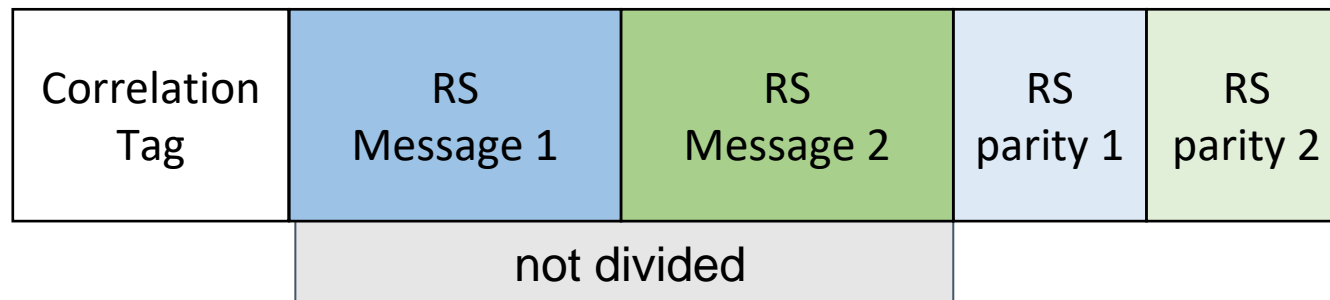 Correlation
Tag
RS
Message 1
RS
Message 2
RS
parity 1
RS
parity 2
not divided